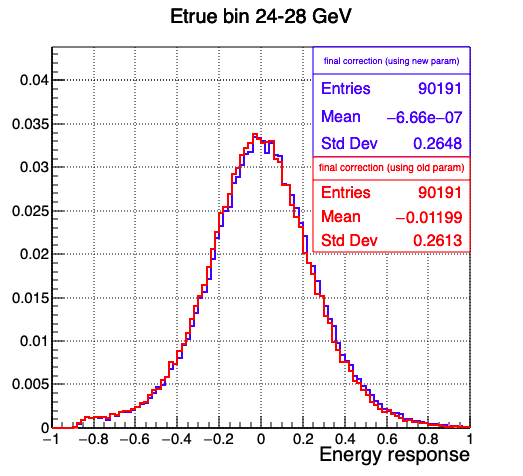 Etrue bin 24-28 GeV
final correction (using new param)
Entries 90191
Mean −6.66e−07
Std Dev 0.2648
final correction (using old param)
Entries 90191
Mean −0.01199
Std Dev 0.2613
0.04
0.035
0.03
0.025
0.02
0.015
0.01
0.005
0
−1 −0.8 −0.6 −0.4 −0.2 0 0.2 0.4 0.6 0.8 1
Energy response